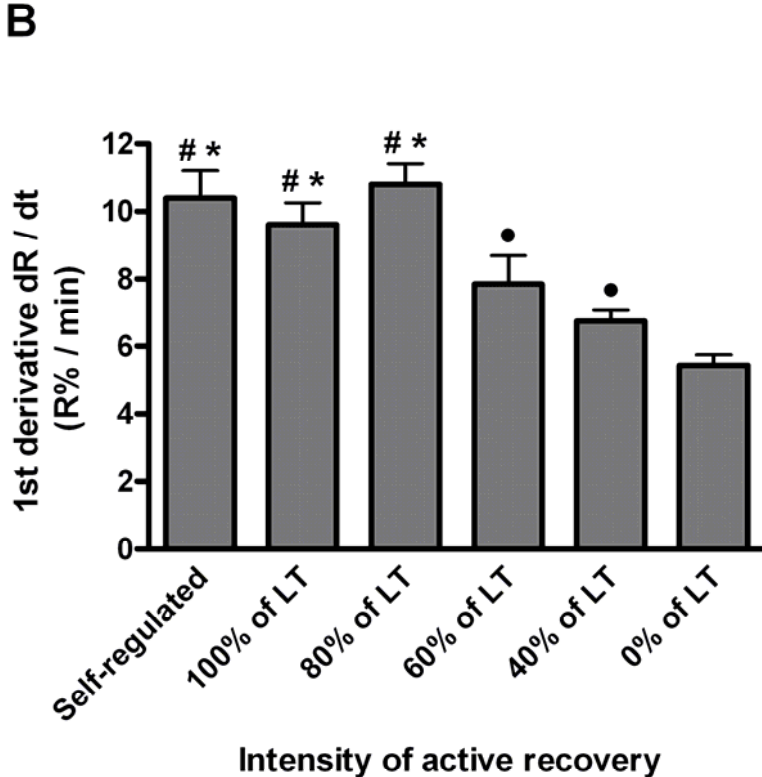 B
1st derivative dR / dt
(R% / min)
12
10
8
6
4
2
0
# *
# *
# *
•
•
Self-regulated
100% of LT
80% of LT
60% of LT
40% of LT
0% of LT
Intensity of active recovery